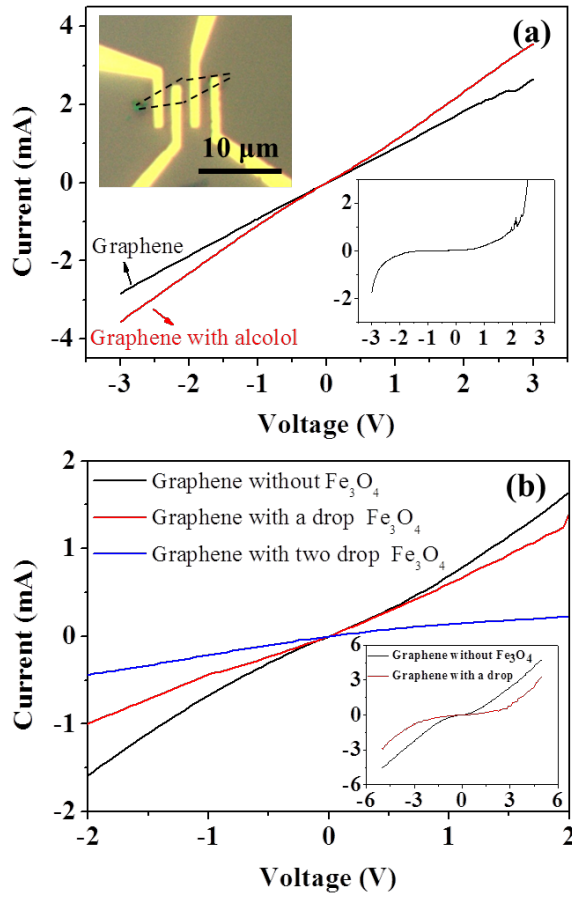 (a)
4
2
0
-2
-4
Current (mA)
10 μm
Graphene
Graphene with alcolol
2
0
-2
-3 -2 -1 0 1 2 3
-3 -2 -1 0 1 2 3
Voltage (V)
(b)
2
1
0
-1
-2
Current (mA)
Graphene without Fe₃O₄
Graphene with a drop Fe₃O₄
Graphene with two drop Fe₃O₄
6
3
0
-3
-6
Graphene without Fe₃O₄
Graphene with a drop
-6 -3 0 3 6
-2 -1 0 1 2
Voltage (V)